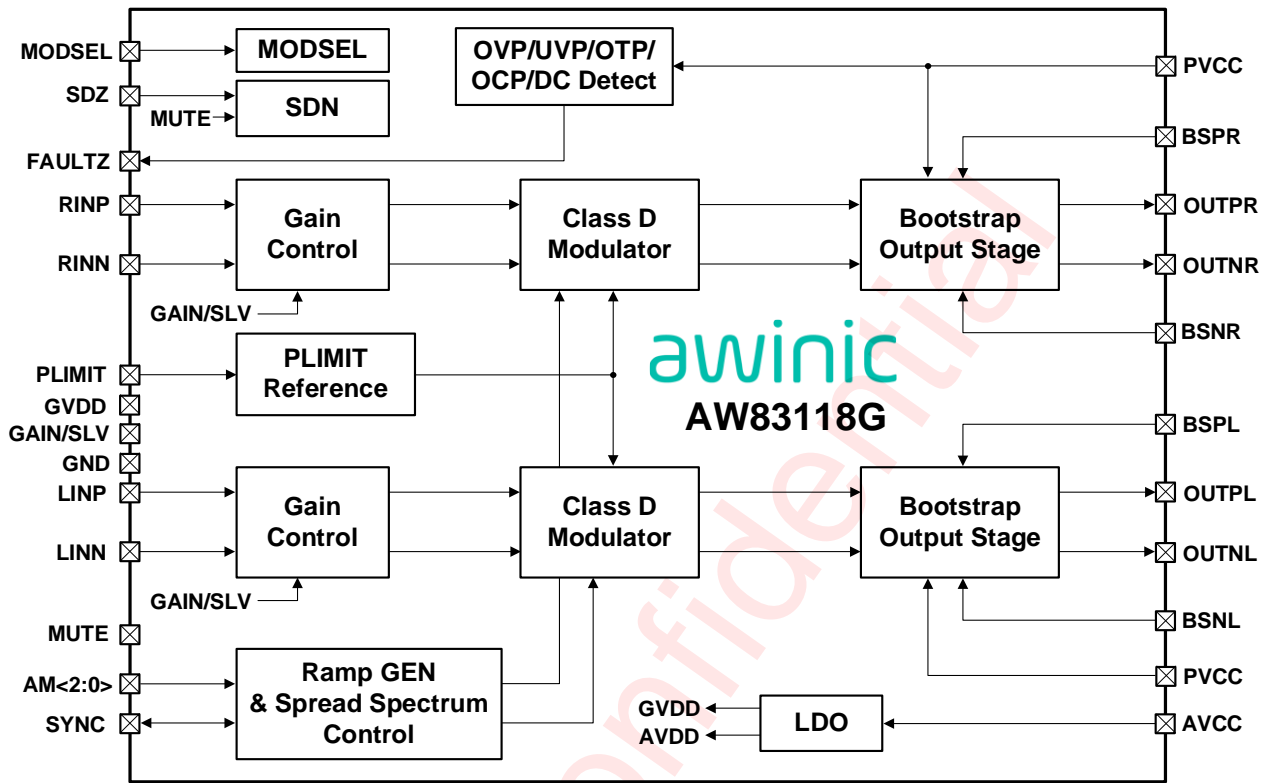 MODSEL
SDZ
FAULTZ
RINP
RINN
PLIMIT
GVDD
GAIN/SLV
GND
LINP
LINN
MUTE
AM<2:0>
SYNC
MODSEL
MUTE
SDN
OVP/UVP/OTP/
OCP/DC Detect
Gain
Control
GAIN/SLV
Class D
Modulator
Bootstrap
Output Stage
PLIMIT
Reference
awinic
AW83118G
Gain
Control
GAIN/SLV
Class D
Modulator
Bootstrap
Output Stage
Ramp GEN
& Spread Spectrum
Control
GVDD
AVDD
LDO
PVCC
BSPR
OUTPR
OUTNR
BSNR
BSPL
OUTPL
OUTNL
BSNL
PVCC
AVCC
onfidential